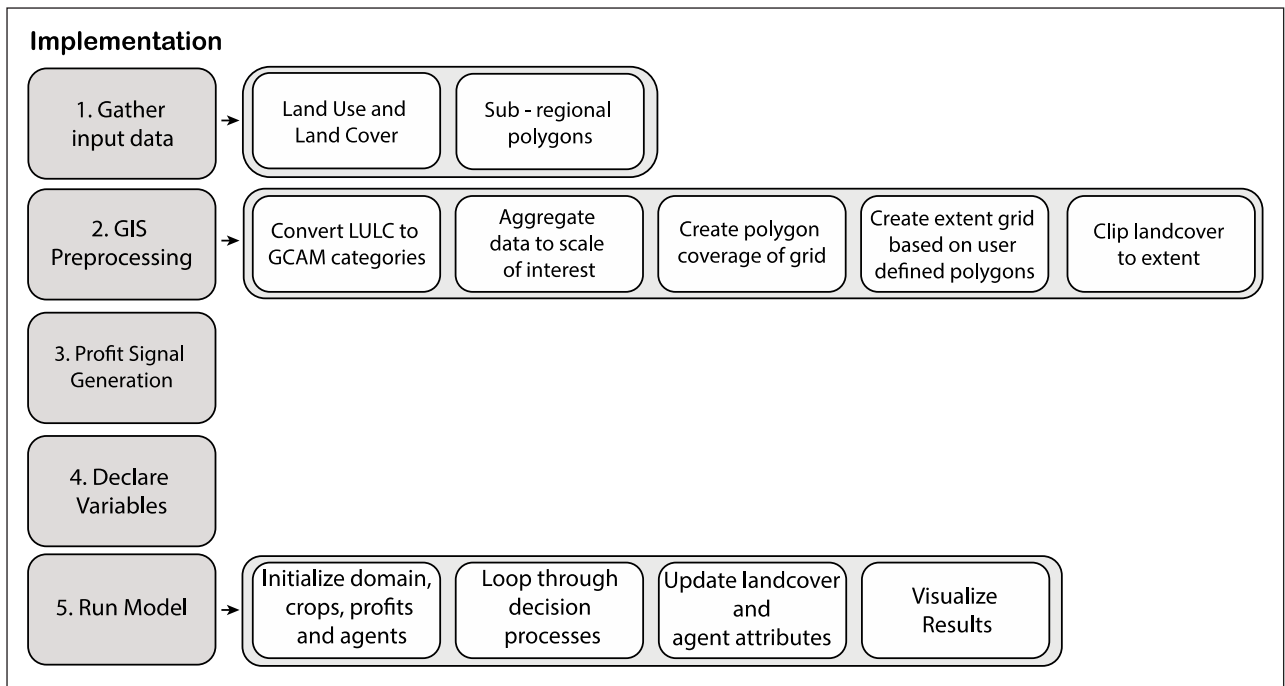 Implementation
1. Gather
input data
Land Use and
Land Cover
Sub - regional
polygons
2. GIS
Preprocessing
Convert LULC to
GCAM categories
Aggregate
data to scale
of interest
Create polygon
coverage of grid
Create extent grid
based on user
defined polygons
Clip landcover
to extent
3. Profit Signal
Generation
4. Declare
Variables
5. Run Model
Initialize domain,
crops, profits
and agents
Loop through
decision
processes
Update landcover
and
agent attributes
Visualize
Results